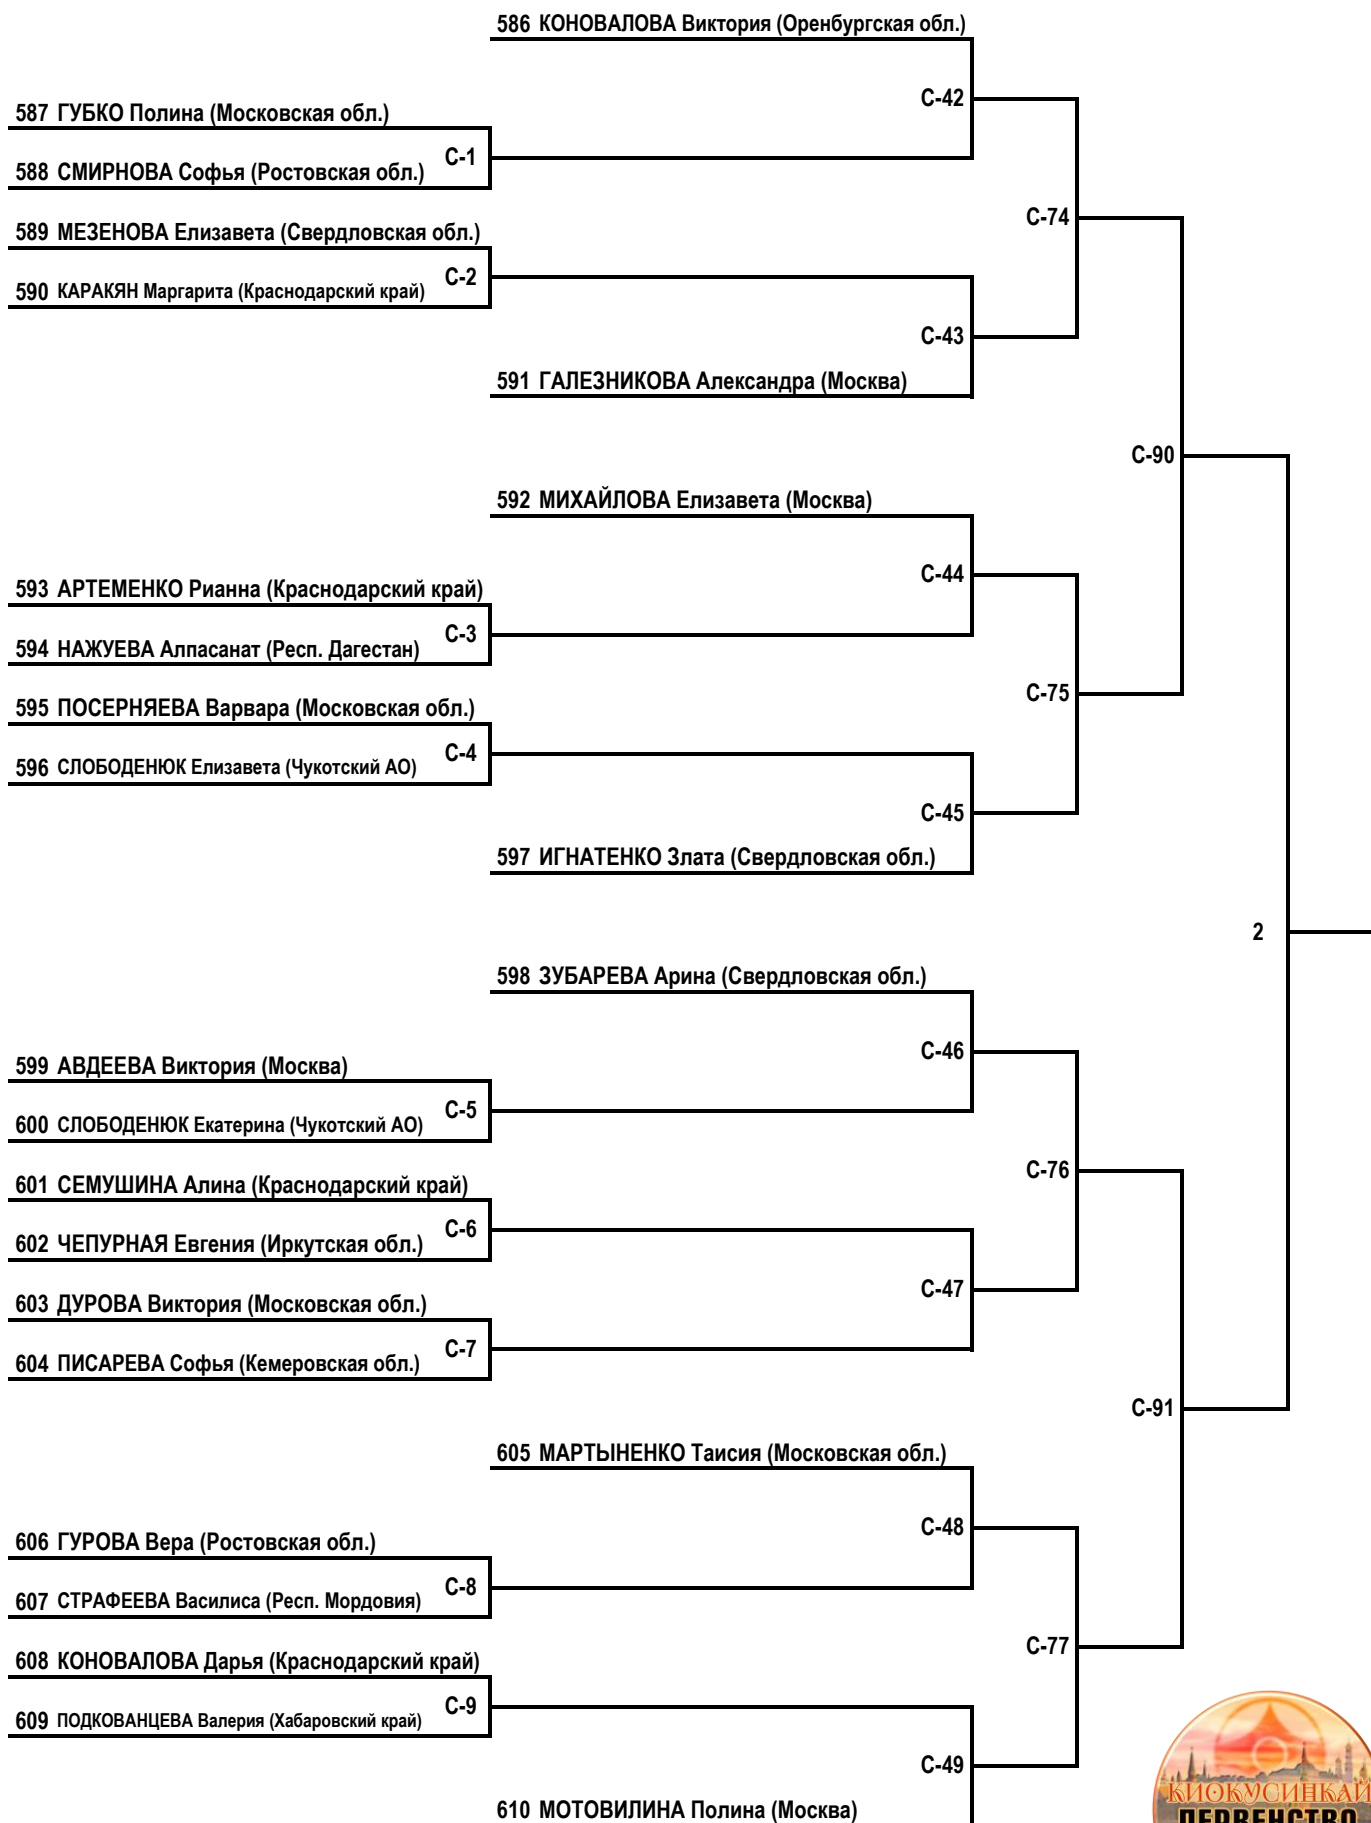 586 КОНОВАЛОВА Виктория (Оренбургская обл.)
С-42
587 ГУБКО Полина (Московская обл.)
С-1
588 СМИРНОВА Софья (Ростовская обл.)
С-74
589 МЕЗЕНОВА Елизавета (Свердловская обл.)
С-2
590 КАРАКЯН Маргарита (Краснодарский край)
С-43
591 ГАЛЕЗНИКОВА Александра (Москва)
С-90
592 МИХАЙЛОВА Елизавета (Москва)
С-44
593 АРТЕМЕНКО Рианна (Краснодарский край)
С-3
594 НАЖУЕВА Алпасанат (Респ. Дагестан)
С-75
595 ПОСЕРНЯЕВА Варвара (Московская обл.)
С-4
596 СЛОБОДЕНЮК Елизавета (Чукотский АО)
С-45
597 ИГНАТЕНКО Злата (Свердловская обл.)
2
598 ЗУБАРЕВА Арина (Свердловская обл.)
С-46
599 АВДЕЕВА Виктория (Москва)
С-5
600 СЛОБОДЕНЮК Екатерина (Чукотский АО)
С-76
601 СЕМУШИНА Алина (Краснодарский край)
С-6
602 ЧЕПУРНАЯ Евгения (Иркутская обл.)
С-47
603 ДУРОВА Виктория (Московская обл.)
С-7
604 ПИСАРЕВА Софья (Кемеровская обл.)
С-91
605 МАРТЫНЕНКО Таисия (Московская обл.)
С-48
606 ГУРОВА Вера (Ростовская обл.)
С-8
607 СТРАФЕЕВА Василиса (Респ. Мордовия)
С-77
608 КОНОВАЛОВА Дарья (Краснодарский край)
С-9
609 ПОДКОВАНЦЕВА Валерия (Хабаровский край)
С-49
610 МОТОВИЛИНА Полина (Москва)
КИОКУСИНКАЙ
ПЕРВЕНСТВО